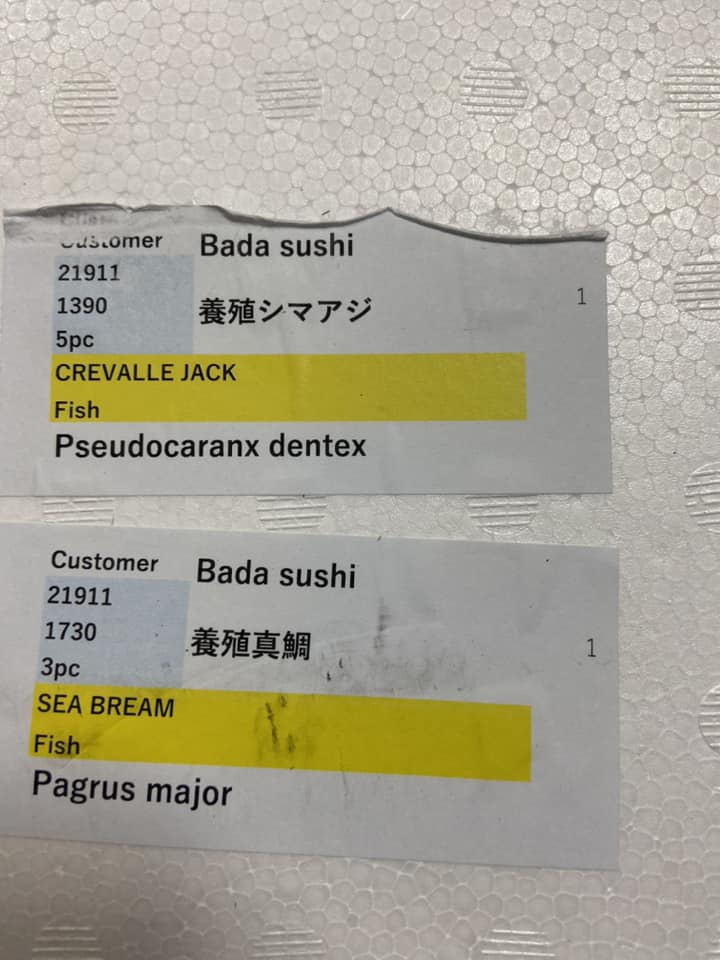 Customer Bada sushi
21911
1390 養殖シマアジ 1
5pc
CREVALLE JACK
Fish
Pseudocaranx dentex
Customer Bada sushi
21911
1730 養殖真鯛 1
3pc
SEA BREAM
Fish
Pagrus major